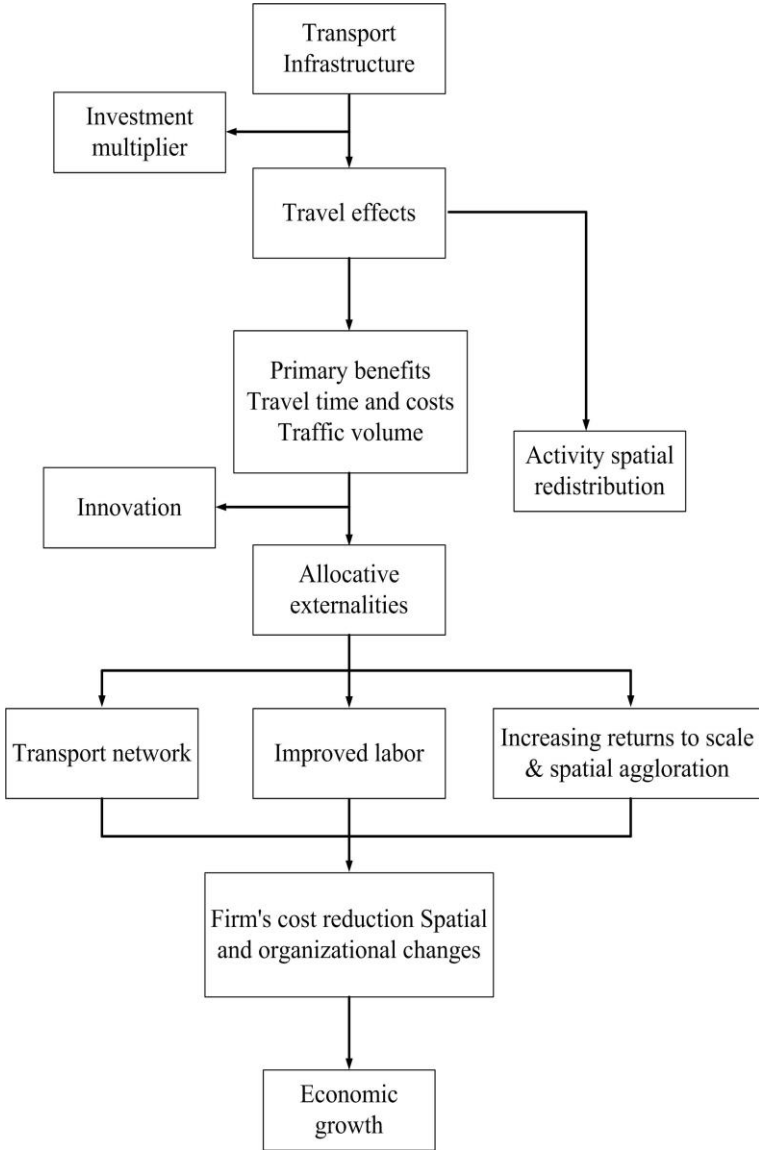 Transport
Infrastructure
Investment
multiplier
Travel effects
Primary benefits
Travel time and costs
Traffic volume
Activity spatial
redistribution
Innovation
Allocative
externalities
Transport network
Improved labor
Increasing returns to scale
& spatial aggloration
Firm's cost reduction Spatial
and organizational changes
Economic
growth